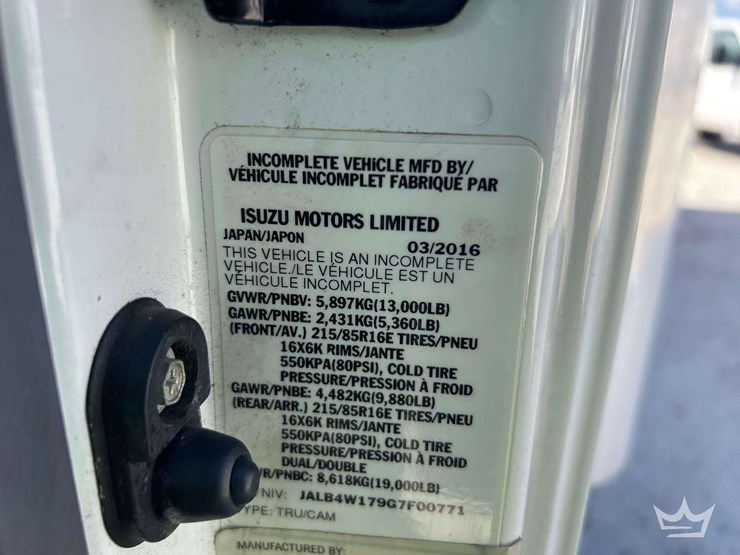 INCOMPLETE VEHICLE MFD BY/
VÉHICULE INCOMPLET FABRIQUÉ PAR
ISUZU MOTORS LIMITED
JAPAN/JAPON 03/2016
THIS VEHICLE IS AN INCOMPLETE
VEHICLE./LE VÉHICULE EST UN
VÉHICULE INCOMPLET.
GVWR/PNBV: 5,897KG(13,000LB)
GAWR/PNBE: 2,431KG(5,360LB)
(FRONT/AV.) 215/85R16E TIRES/PNEU
16X6K RIMS/JANTE
550KPA(80PSI), COLD TIRE
PRESSURE/PRESSION À FROID
GAWR/PNBE: 4,482KG(9,880LB)
(REAR/ARR.) 215/85R16E TIRES/PNEU
16X6K RIMS/JANTE
550KPA(80PSI), COLD TIRE
PRESSURE/PRESSION À FROID
DUAL/DOUBLE
/R/PNBC: 8,618KG(19,000LB)
NIV: JALB4W179G7F00771
YPE: TRU/CAM
MANUFACTURED BY: